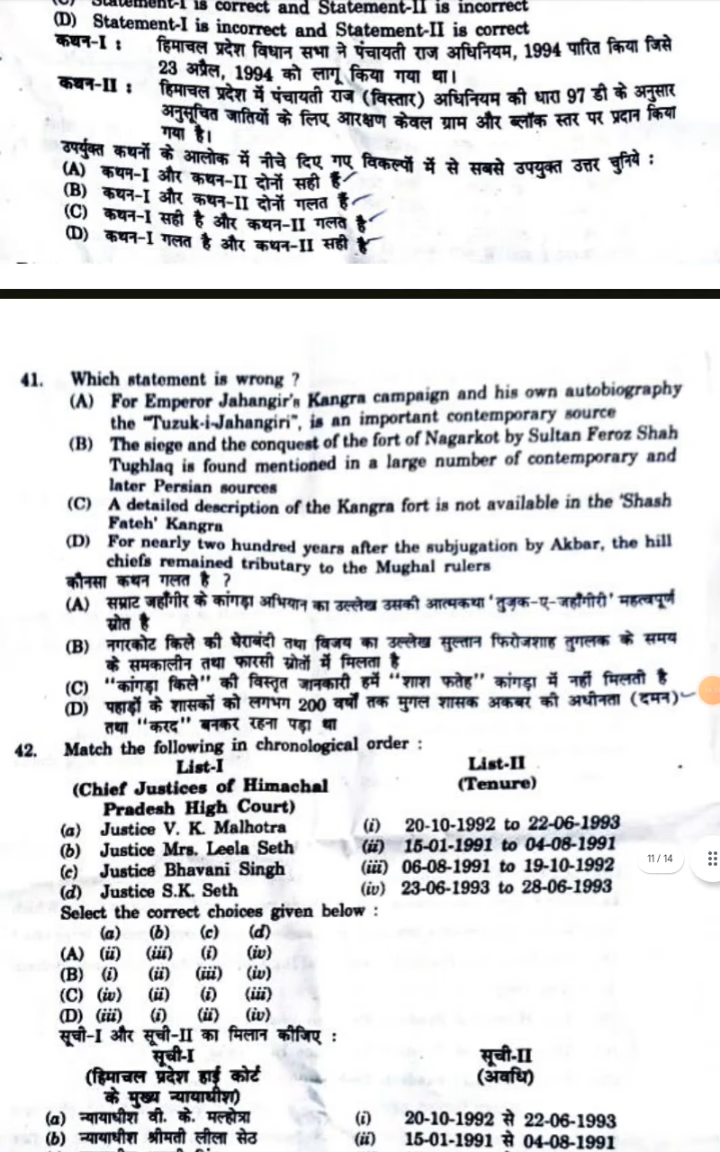 (C) Statement-I is correct and Statement-II is incorrect
(D) Statement-I is incorrect and Statement-II is correct
कथन-I : हिमाचल प्रदेश विधान सभा ने पंचायती राज अधिनियम, 1994 पारित किया जिसे
23 अप्रैल, 1994 को लागू किया गया था।
कथन-II : हिमाचल प्रदेश में पंचायती राज (विस्तार) अधिनियम की धारा 97 डी के अनुसार
अनुसूचित जातियों के लिए आरक्षण केवल ग्राम और ब्लॉक स्तर पर प्रदान किया
गया है।
उपर्युक्त कथनों के आलोक में नीचे दिए गए विकल्पों में से सबसे उपयुक्त उत्तर चुनिये :
(A) कथन-I और कथन-II दोनों सही हैं
(B) कथन-I और कथन-II दोनों गलत हैं
(C) कथन-I सही है और कथन-II गलत है
(D) कथन-I गलत है और कथन-II सही है
41. Which statement is wrong ?
(A) For Emperor Jahangir's Kangra campaign and his own autobiography
the "Tuzuk-i-Jahangiri", is an important contemporary source
(B) The siege and the conquest of the fort of Nagarkot by Sultan Feroz Shah
Tughlaq is found mentioned in a large number of contemporary and
later Persian sources
(C) A detailed description of the Kangra fort is not available in the 'Shash
Fateh' Kangra
(D) For nearly two hundred years after the subjugation by Akbar, the hill
chiefs remained tributary to the Mughal rulers
कौनसा कथन गलत है ?
(A) सम्राट जहाँगीर के कांगड़ा अभियान का उल्लेख उसकी आत्मकथा 'तुज़क-ए-जहाँगीरी' महत्वपूर्ण
स्रोत है
(B) नगरकोट किले की घेराबंदी तथा विजय का उल्लेख सुल्तान फिरोजशाह तुगलक के समय
के समकालीन तथा फारसी स्रोतों में मिलता है
(C) "कांगड़ा किले" की विस्तृत जानकारी हमें "शाश फतेह" कांगड़ा में नहीं मिलती है
(D) पहाड़ों के शासकों को लगभग 200 वर्षों तक मुगल शासक अकबर की अधीनता (दमन)
तथा "करद" बनकर रहना पड़ा था
42. Match the following in chronological order :
List-I List-II
(Chief Justices of Himachal (Tenure)
Pradesh High Court)
(a) Justice V. K. Malhotra (i) 20-10-1992 to 22-06-1993
(b) Justice Mrs. Leela Seth (ii) 15-01-1991 to 04-08-1991
(c) Justice Bhavani Singh (iii) 06-08-1991 to 19-10-1992
11 / 14
(d) Justice S.K. Seth (iv) 23-06-1993 to 28-06-1993
Select the correct choices given below :
(a) (b) (c) (d)
(A) (ii) (iii) (i) (iv)
(B) (i) (ii) (iii) (iv)
(C) (iv) (ii) (i) (iii)
(D) (iii) (i) (ii) (iv)
सूची-I और सूची-II का मिलान कीजिए :
सूची-I सूची-II
(हिमाचल प्रदेश हाई कोर्ट (अवधि)
के मुख्य न्यायाधीश)
(a) न्यायाधीश वी. के. मल्होत्रा (i) 20-10-1992 से 22-06-1993
(b) न्यायाधीश श्रीमती लीला सेठ (ii) 15-01-1991 से 04-08-1991